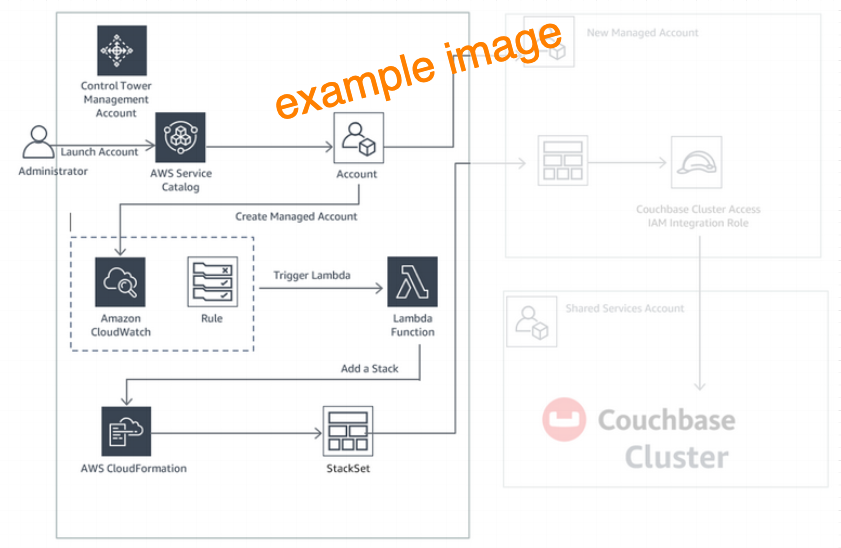 example image
Control Tower
Management
Account
New Managed Account
Administrator
Launch Account
AWS Service
Catalog
Account
Create Managed Account
Couchbase Cluster Access
IAM Integration Role
Amazon
CloudWatch
Rule
Trigger Lambda
Lambda
Function
Shared Services Account
Add a Stack
AWS CloudFormation
StackSet
Couchbase
Cluster